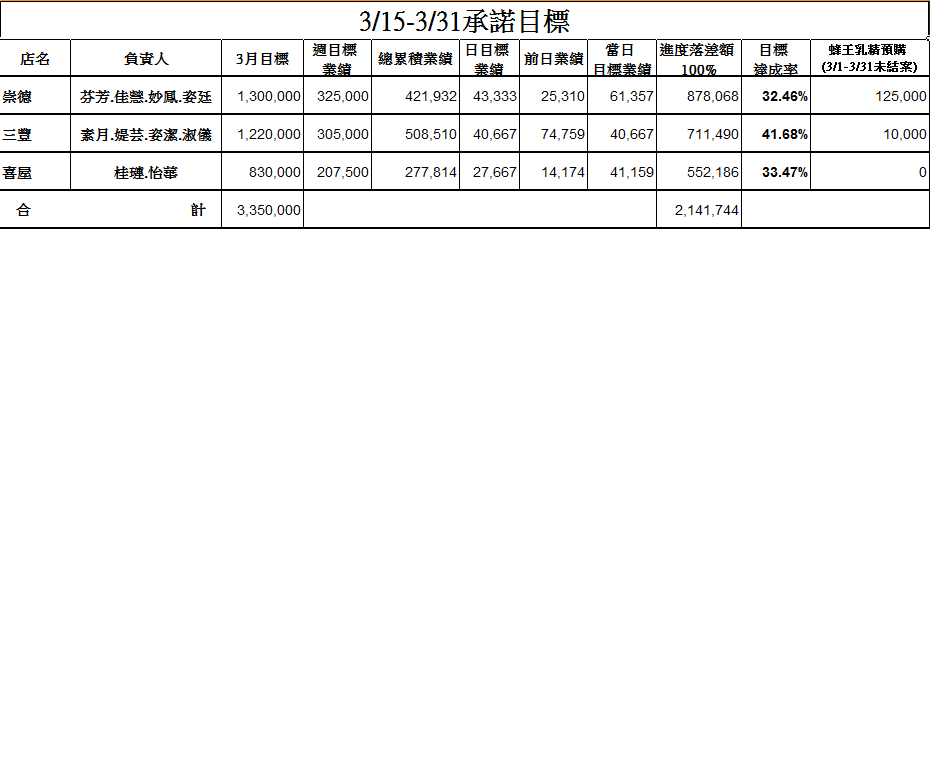 3/15-3/31承諾目標
店名 負責人 3月目標 週目標業績 總累積業績 日目標業績 前日業績 當日目標業績 進度落差額100% 目標達成率 蜂王乳精預購(3/1-3/31未結案)
崇德 芬芳.佳慧.妙鳳.姿廷 1,300,000 325,000 421,932 43,333 25,310 61,357 878,068 32.46% 125,000
三豐 素月.媞芸.姿潔.淑儀 1,220,000 305,000 508,510 40,667 74,759 40,667 711,490 41.68% 10,000
喜屋 桂璉.怡華 830,000 207,500 277,814 27,667 14,174 41,159 552,186 33.47% 0
合計 3,350,000 2,141,744